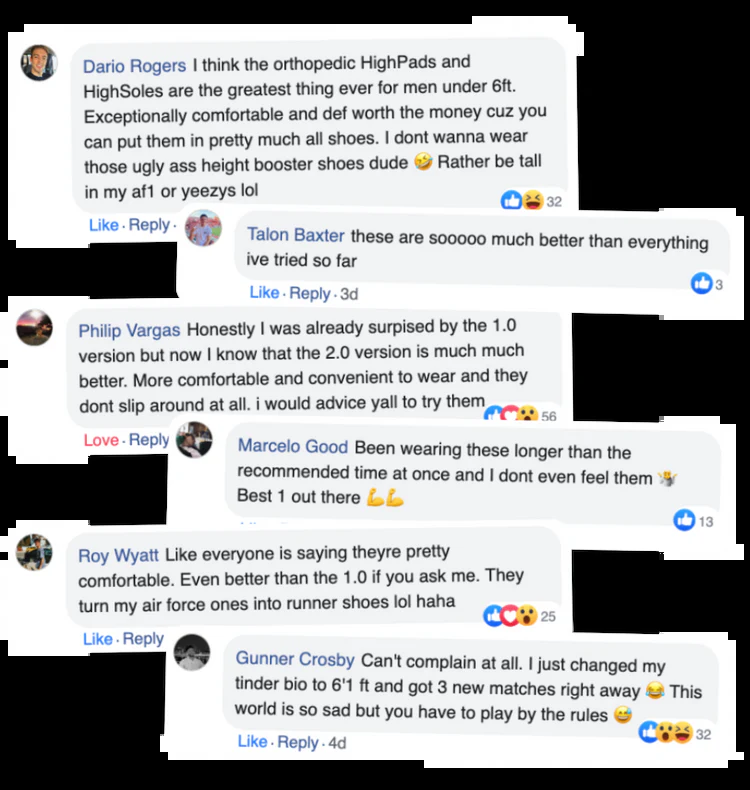 Dario Rogers I think the orthopedic HighPads and
HighSoles are the greatest thing ever for men under 6ft.
Exceptionally comfortable and def worth the money cuz you
can put them in pretty much all shoes. I dont wanna wear
those ugly ass height booster shoes dude 🤣 Rather be tall
in my af1 or yeezys lol
32
Like · Reply ·
Talon Baxter these are sooooo much better than everything
ive tried so far
3
Like · Reply · 3d
Philip Vargas Honestly I was already surpised by the 1.0
version but now I know that the 2.0 version is much much
better. More comfortable and convenient to wear and they
dont slip around at all. i would advice yall to try them
56
Love · Reply
Marcelo Good Been wearing these longer than the
recommended time at once and I dont even feel them 🤷
Best 1 out there 💪💪
13
Roy Wyatt Like everyone is saying theyre pretty
comfortable. Even better than the 1.0 if you ask me. They
turn my air force ones into runner shoes lol haha
25
Like · Reply
Gunner Crosby Can't complain at all. I just changed my
tinder bio to 6'1 ft and got 3 new matches right away 😂 This
world is so sad but you have to play by the rules 😅
32
Like · Reply · 4d